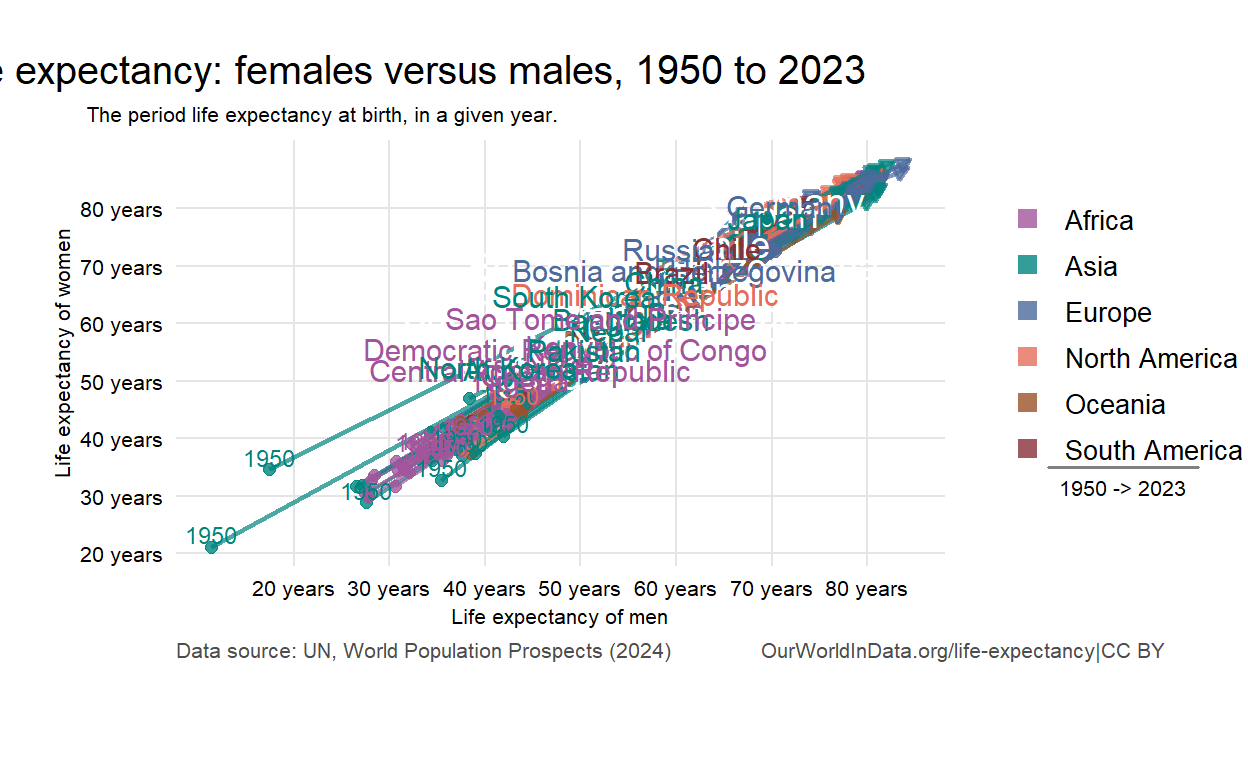 e expectancy: females versus males, 1950 to 2023
The period life expectancy at birth, in a given year.
Life expectancy of women
80 years
70 years
60 years
50 years
40 years
30 years
20 years
Germany
Japan
Russia
Chile
Bosnia and Herzegovina
Brazil
South Korea
Dominican Republic
Sao Tome and Principe
Bangladesh
Nepal
Democratic Republic of Congo
Pakistan
North Korea
Central African Republic
1950
1950
1950
1950
1950
1950
20 years 30 years 40 years 50 years 60 years 70 years 80 years
Life expectancy of men
Africa
Asia
Europe
North America
Oceania
South America
1950 -> 2023
Data source: UN, World Population Prospects (2024)
OurWorldInData.org/life-expectancy|CC BY